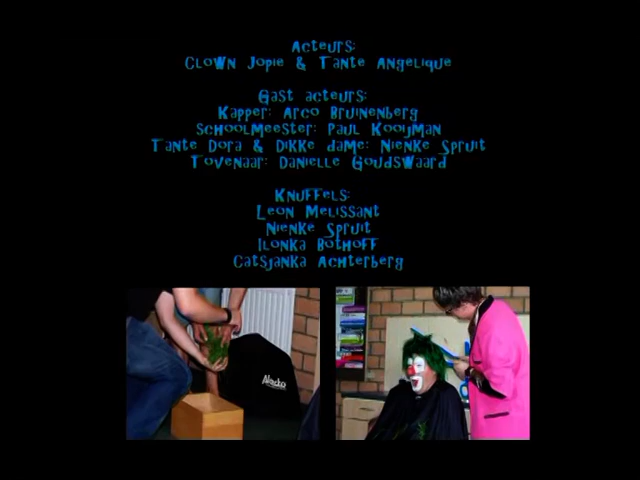 Acteurs:
Clown Jopie & Tante Angelique
Gast acteurs:
Kapper: Arco Bruinenberg
Schoolmeester: Paul Kooijman
Tante Dora & Dikke dame: Nienke Spruit
Tovenaar: Danielle Goudswaard
Knuffels:
Leon Melissant
Nienke Spruit
Ilonka Bothoff
Catsjanka Achterberg